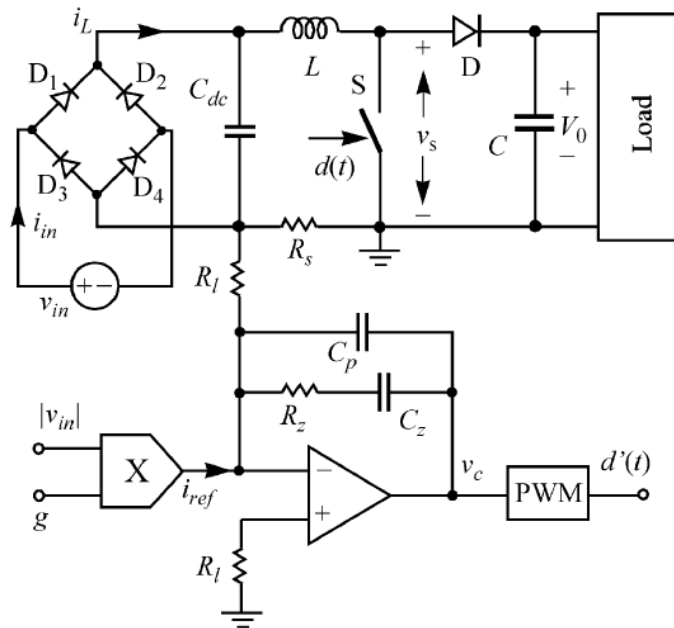 i_L
D_1
D_2
D_3
D_4
C_dc
L
S
d(t)
+
v_s
−
D
C
+
V_0
−
Load
i_in
v_in
+−
R_s
R_l
C_p
R_z
C_z
|v_in|
X
g
i_ref
−
+
R_l
v_c
PWM
d'(t)